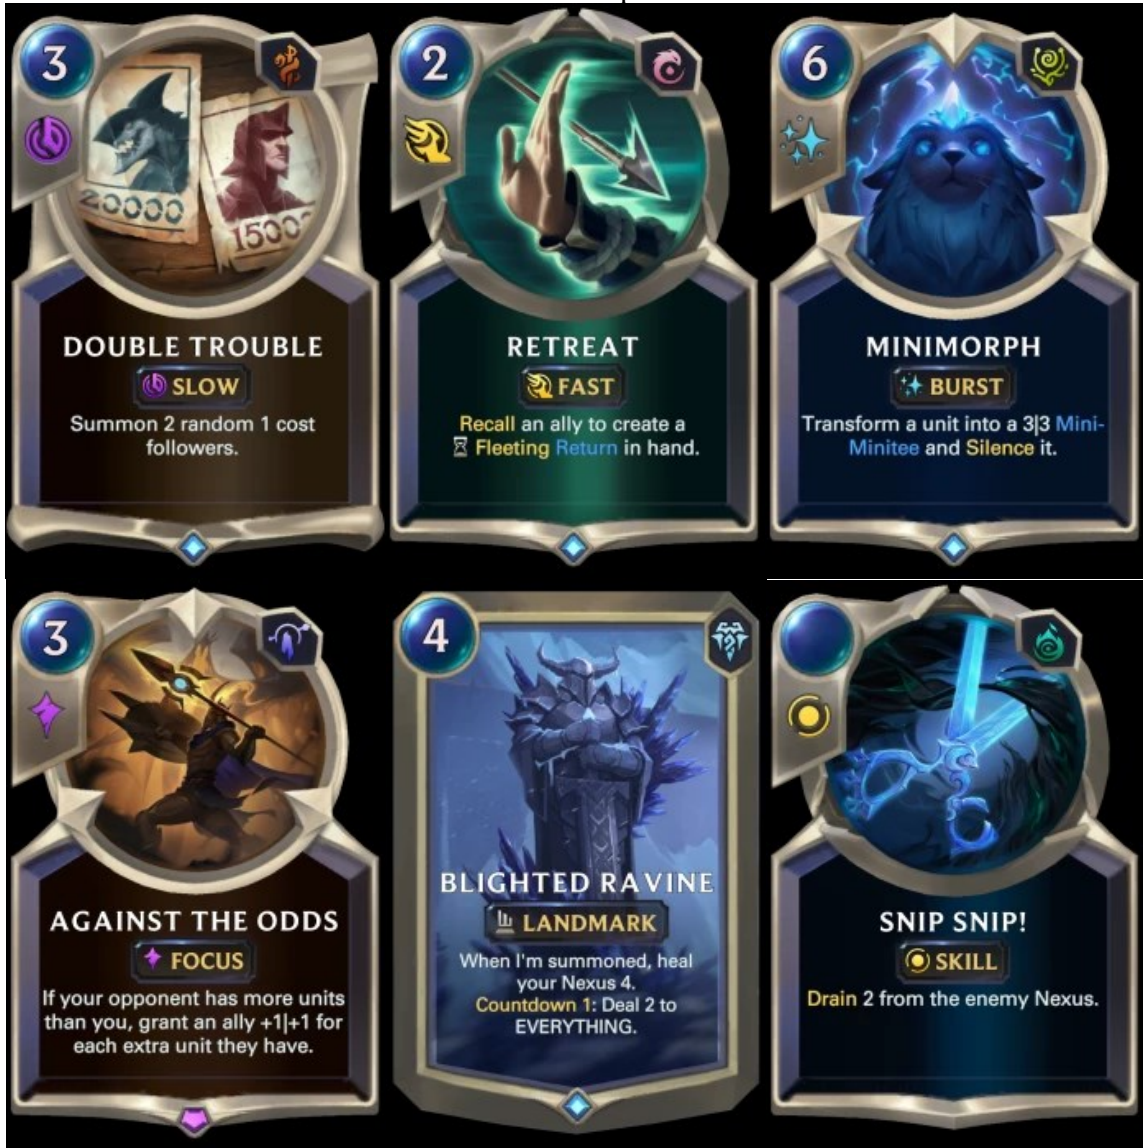 3
20000
1500
DOUBLE TROUBLE
SLOW
Summon 2 random 1 cost
followers.
2
RETREAT
FAST
Recall an ally to create a
Fleeting Return in hand.
6
MINIMORPH
BURST
Transform a unit into a 3|3 Mini-
Minitee and Silence it.
3
AGAINST THE ODDS
FOCUS
If your opponent has more units
than you, grant an ally +1|+1 for
each extra unit they have.
4
BLIGHTED RAVINE
LANDMARK
When I'm summoned, heal
your Nexus 4.
Countdown 1: Deal 2 to
EVERYTHING.
SNIP SNIP!
SKILL
Drain 2 from the enemy Nexus.